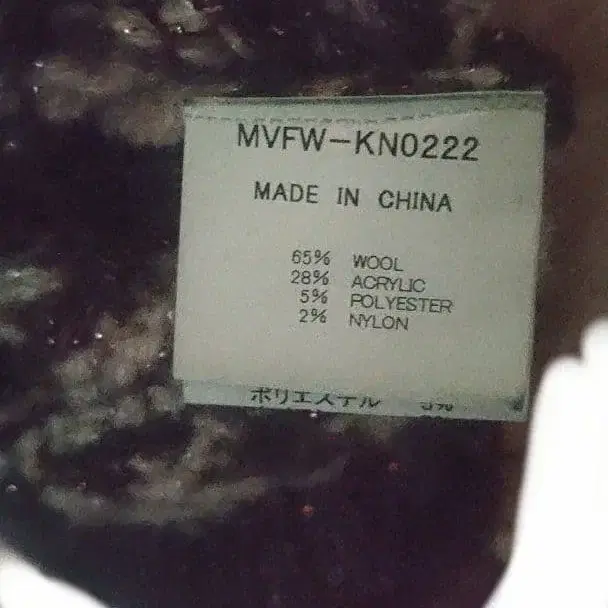 MVFW-KN0222
MADE IN CHINA
65% WOOL
28% ACRYLIC
5% POLYESTER
2% NYLON
ポリエステル 5%